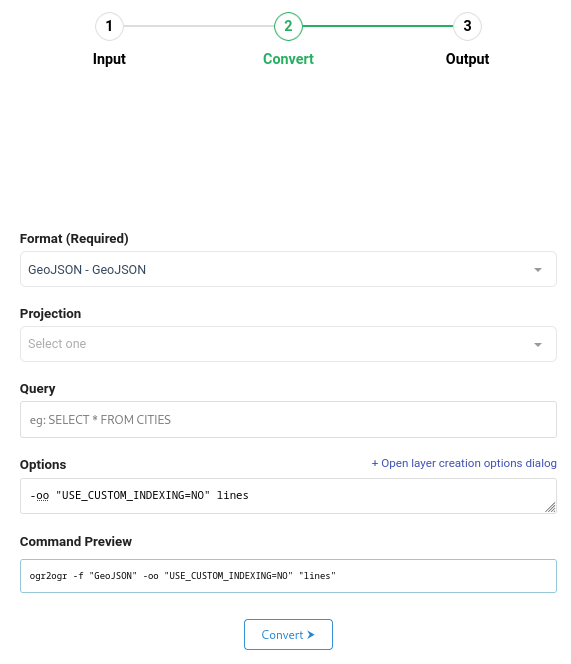 1 2 3
Input Convert Output
Format (Required)
GeoJSON - GeoJSON
Projection
Select one
Query
eg: SELECT * FROM CITIES
Options + Open layer creation options dialog
-oo "USE_CUSTOM_INDEXING=NO" lines
Command Preview
ogr2ogr -f "GeoJSON" -oo "USE_CUSTOM_INDEXING=NO" "lines"
Convert ➤